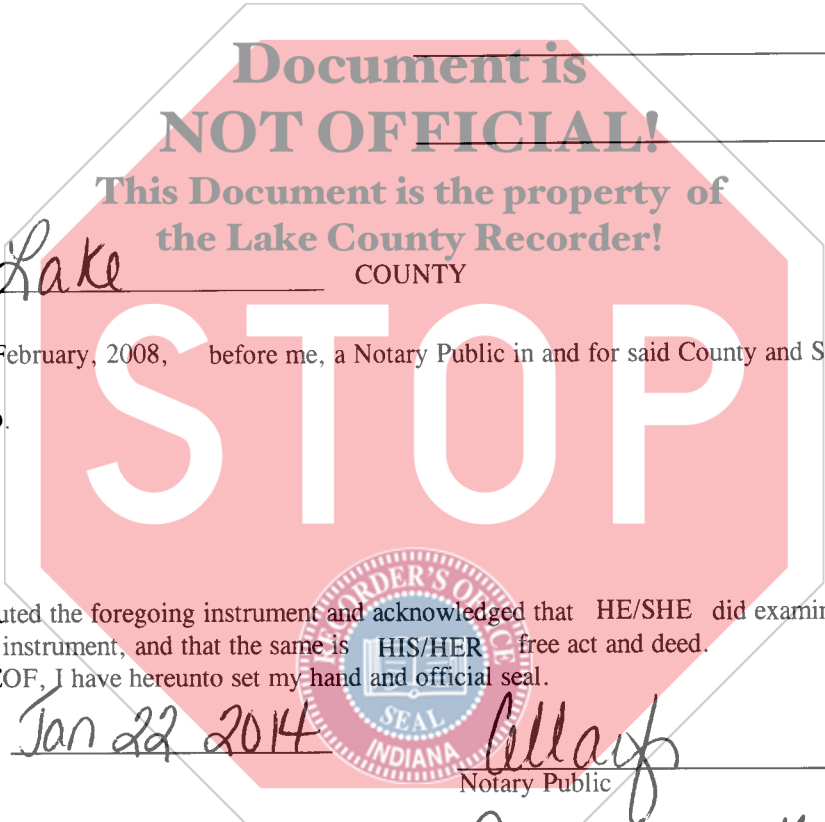 Document is
NOT OFFICIAL!
This Document is the property of
the Lake County Recorder!
Lake COUNTY
February, 2008, before me, a Notary Public in and for said County and S
uted the foregoing instrument and acknowledged that HE/SHE did examin
instrument, and that the same is HIS/HER free act and deed.
EOF, I have hereunto set my hand and official seal.
STOP
RECORDER'S OFFICE
SEAL
INDIANA
Jan 22 2014
Notary Public